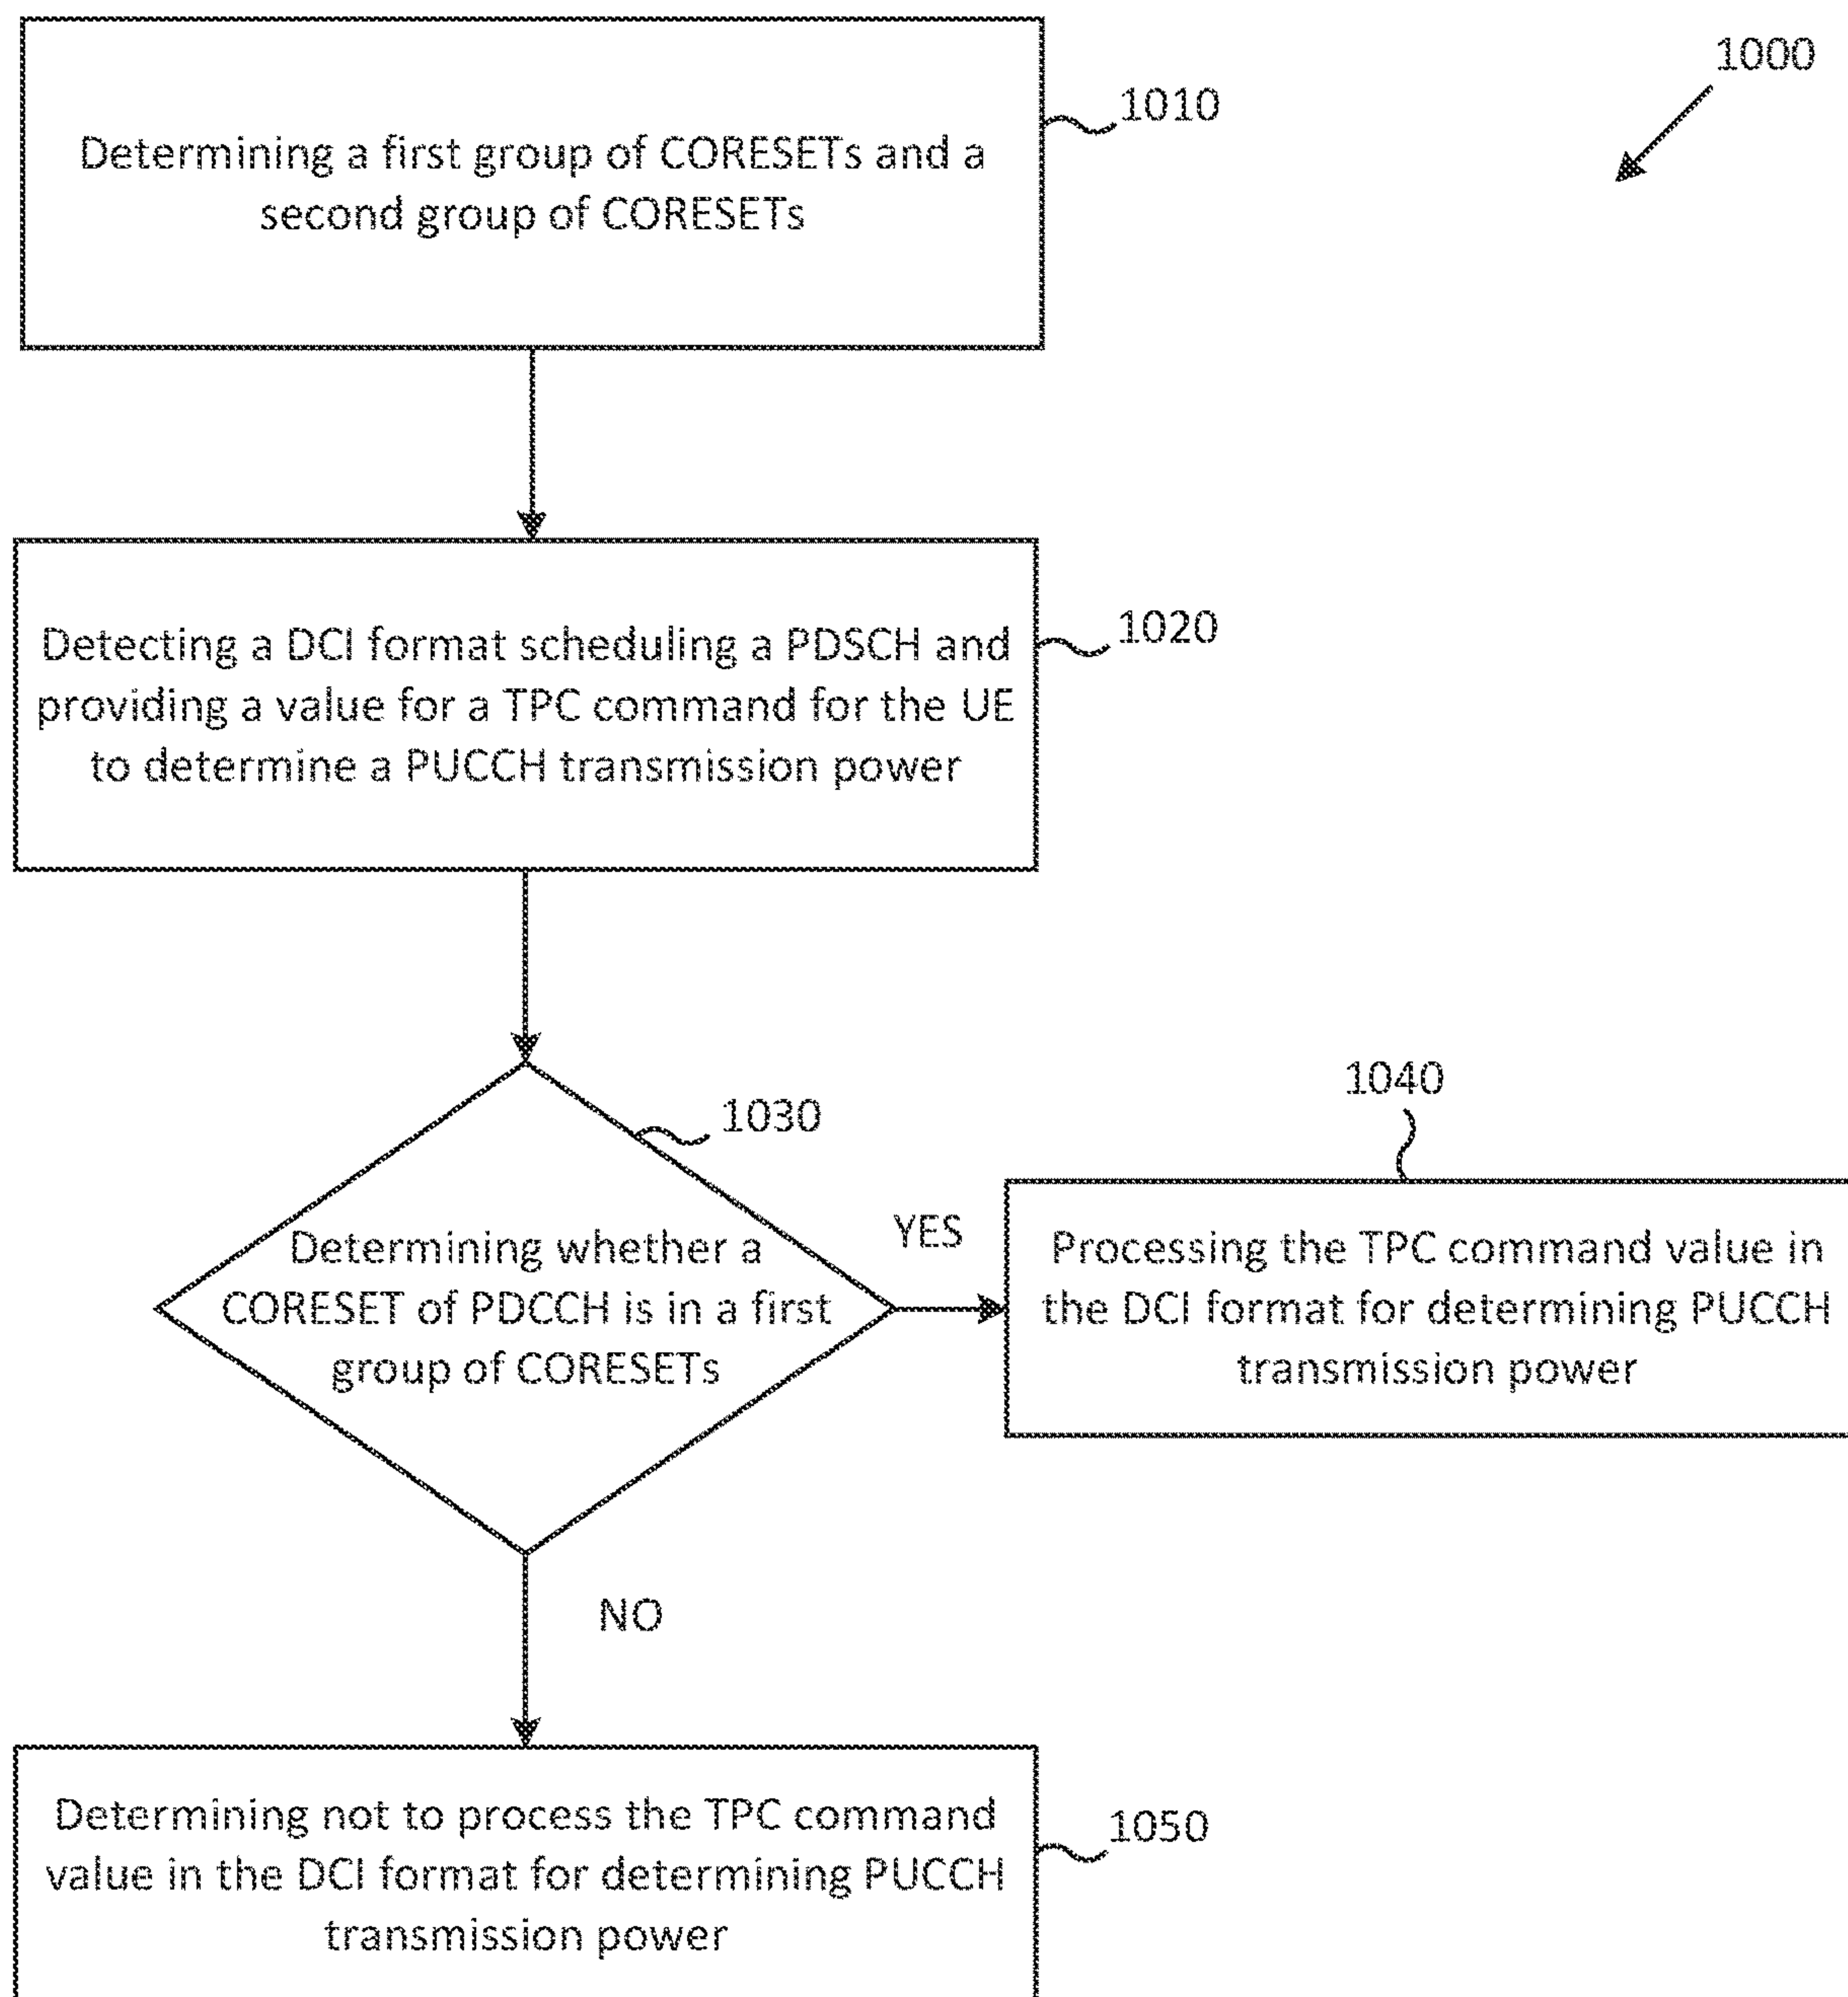 1000
1010
Determining a first group of CORESETs and a
second group of CORESETs
1020
Detecting a DCI format scheduling a PDSCH and
providing a value for a TPC command for the UE
to determine a PUCCH transmission power
1030
Determining whether a
CORESET of PDCCH is in a first
group of CORESETs
YES
1040
Processing the TPC command value in
the DCI format for determining PUCCH
transmission power
NO
1050
Determining not to process the TPC command
value in the DCI format for determining PUCCH
transmission power